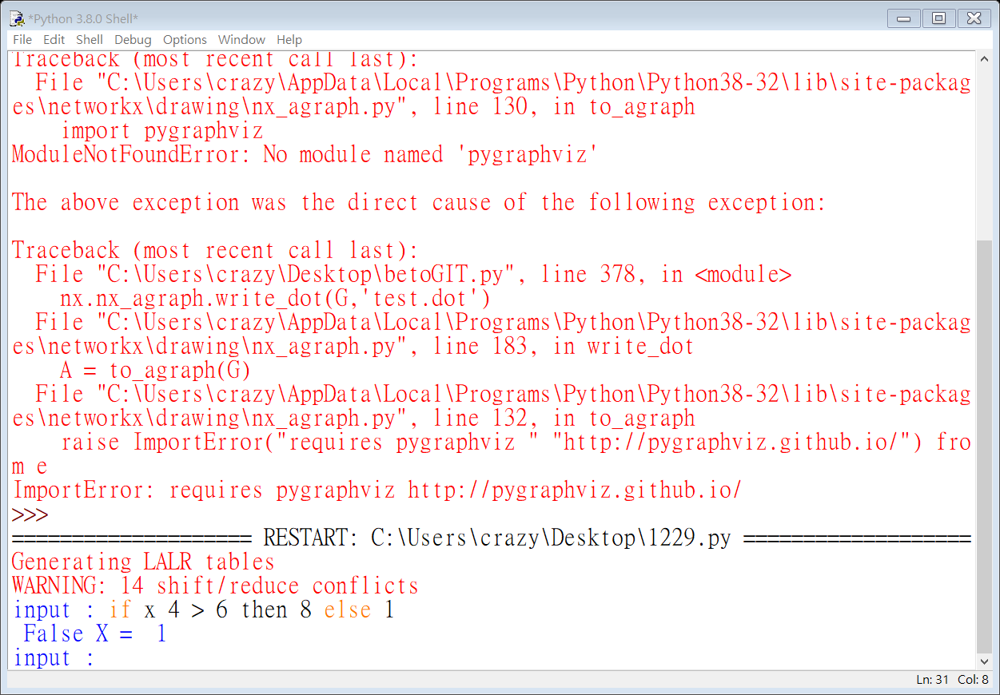 *Python 3.8.0 Shell*
File Edit Shell Debug Options Window Help
Traceback (most recent call last):
  File "C:\Users\crazy\AppData\Local\Programs\Python\Python38-32\lib\site-packag
es\networkx\drawing\nx_agraph.py", line 130, in to_agraph
    import pygraphviz
ModuleNotFoundError: No module named 'pygraphviz'

The above exception was the direct cause of the following exception:

Traceback (most recent call last):
  File "C:\Users\crazy\Desktop\betoGIT.py", line 378, in <module>
    nx.nx_agraph.write_dot(G,'test.dot')
  File "C:\Users\crazy\AppData\Local\Programs\Python\Python38-32\lib\site-packag
es\networkx\drawing\nx_agraph.py", line 183, in write_dot
    A = to_agraph(G)
  File "C:\Users\crazy\AppData\Local\Programs\Python\Python38-32\lib\site-packag
es\networkx\drawing\nx_agraph.py", line 132, in to_agraph
    raise ImportError("requires pygraphviz " "http://pygraphviz.github.io/") fro
m e
ImportError: requires pygraphviz http://pygraphviz.github.io/
>>>
==================== RESTART: C:\Users\crazy\Desktop\1229.py ===================
Generating LALR tables
WARNING: 14 shift/reduce conflicts
input : if x 4 > 6 then 8 else 1
 False X =  1
input :
Ln: 31 Col: 8